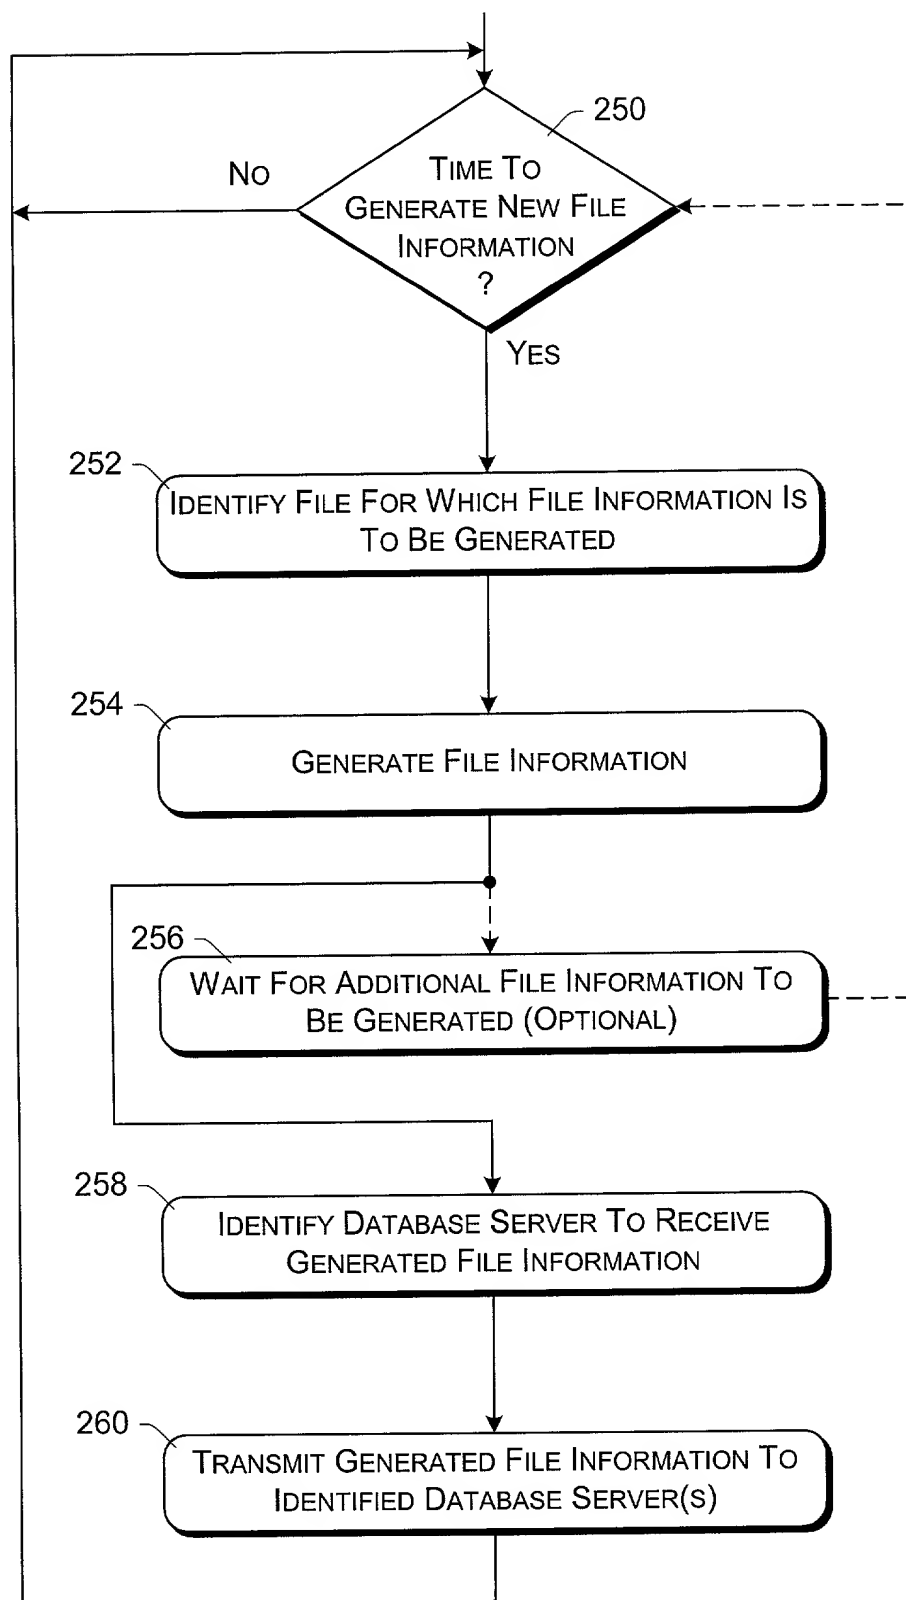 250
TIME TO
GENERATE NEW FILE
INFORMATION
?
NO
YES
252
IDENTIFY FILE FOR WHICH FILE INFORMATION IS
TO BE GENERATED
254
GENERATE FILE INFORMATION
256
WAIT FOR ADDITIONAL FILE INFORMATION TO
BE GENERATED (OPTIONAL)
258
IDENTIFY DATABASE SERVER TO RECEIVE
GENERATED FILE INFORMATION
260
TRANSMIT GENERATED FILE INFORMATION TO
IDENTIFIED DATABASE SERVER(S)